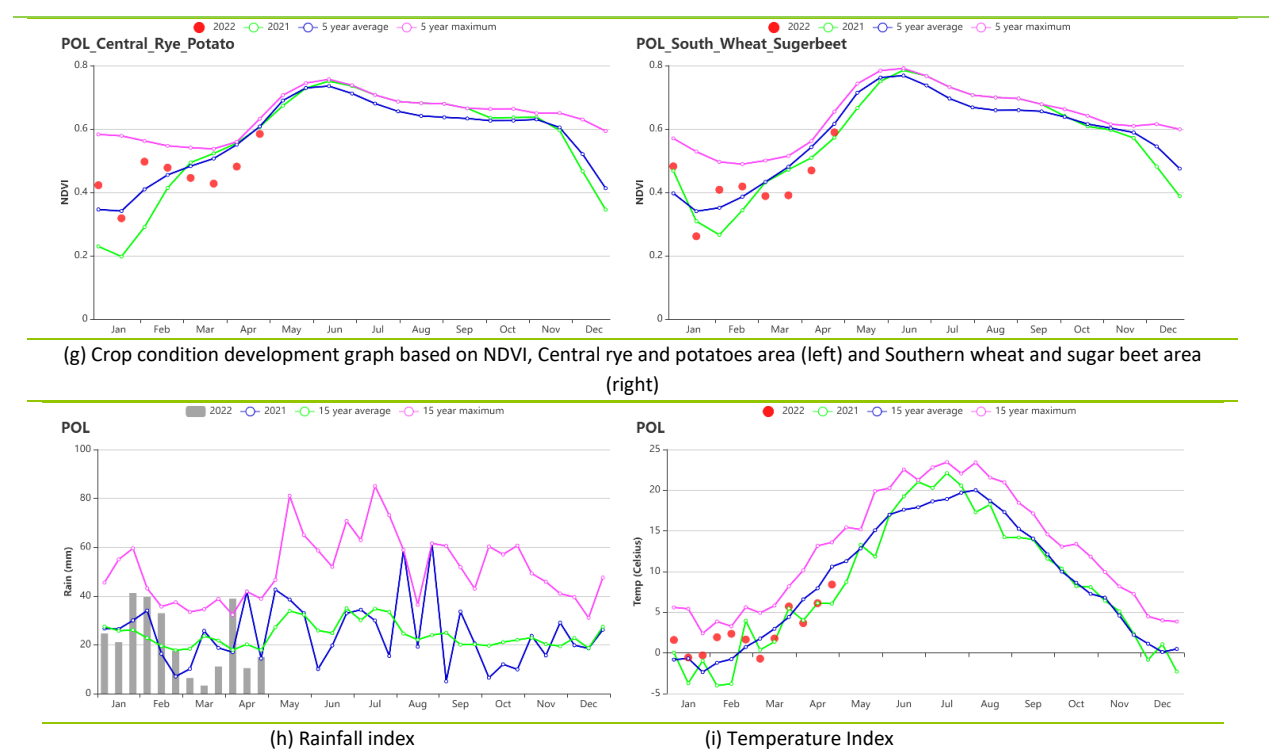 2022 2021 5 year average 5 year maximum
POL_Central_Rye_Potato
0.8
0.6
0.4
0.2
0
NDVI
Jan Feb Mar Apr May Jun Jul Aug Sep Oct Nov Dec
2022 2021 5 year average 5 year maximum
POL_South_Wheat_Sugerbeet
0.8
0.6
0.4
0.2
0
NDVI
Jan Feb Mar Apr May Jun Jul Aug Sep Oct Nov Dec
(g) Crop condition development graph based on NDVI, Central rye and potatoes area (left) and Southern wheat and sugar beet area
(right)
2022 2021 15 year average 15 year maximum
POL
100
80
60
40
20
0
Rain (mm)
Jan Feb Mar Apr May Jun Jul Aug Sep Oct Nov Dec
2022 2021 15 year average 15 year maximum
POL
25
20
15
10
5
0
-5
Temp (Celsius)
Jan Feb Mar Apr May Jun Jul Aug Sep Oct Nov Dec
(h) Rainfall index
(i) Temperature Index